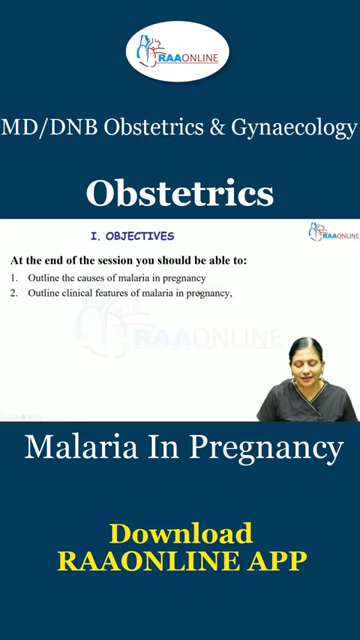 RAAONLINE
MD/DNB Obstetrics & Gynaecology
Obstetrics
I. OBJECTIVES
RAAONLINE
At the end of the session you should be able to:
1. Outline the causes of malaria in pregnancy
2. Outline clinical features of malaria in pregnancy,
RAAONLINE
Malaria In Pregnancy
Download
RAAONLINE APP